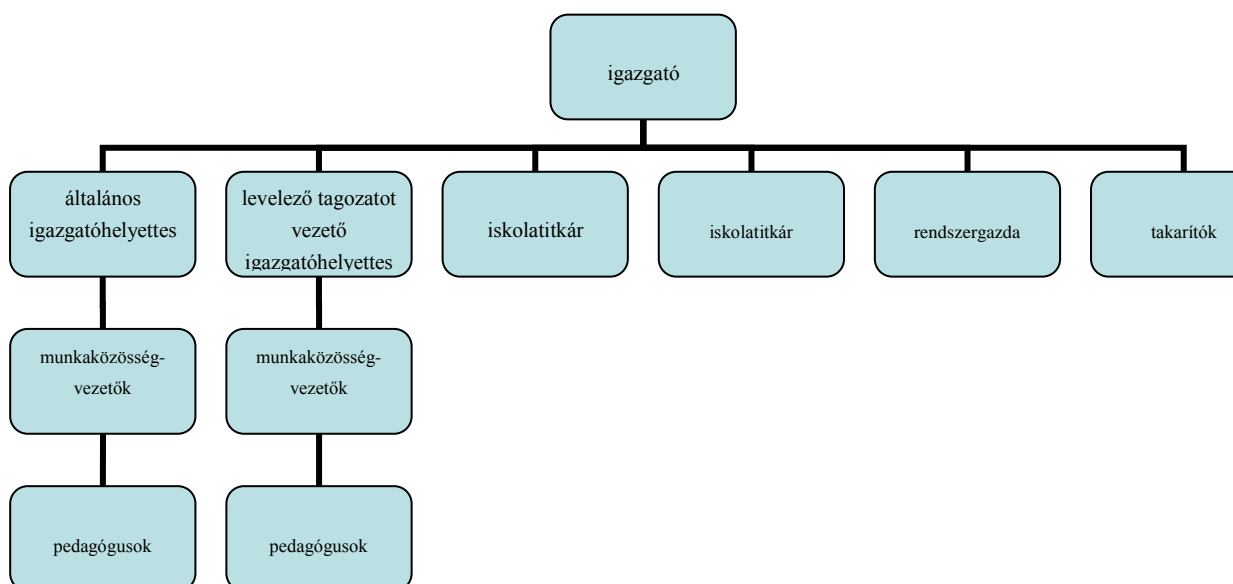 igazgató
általános
igazgatóhelyettes
levelező tagozatot
vezető
igazgatóhelyettes
iskolatitkár
iskolatitkár
rendszergazda
takarítók
munkaközösség-
vezetők
munkaközösség-
vezetők
pedagógusok
pedagógusok